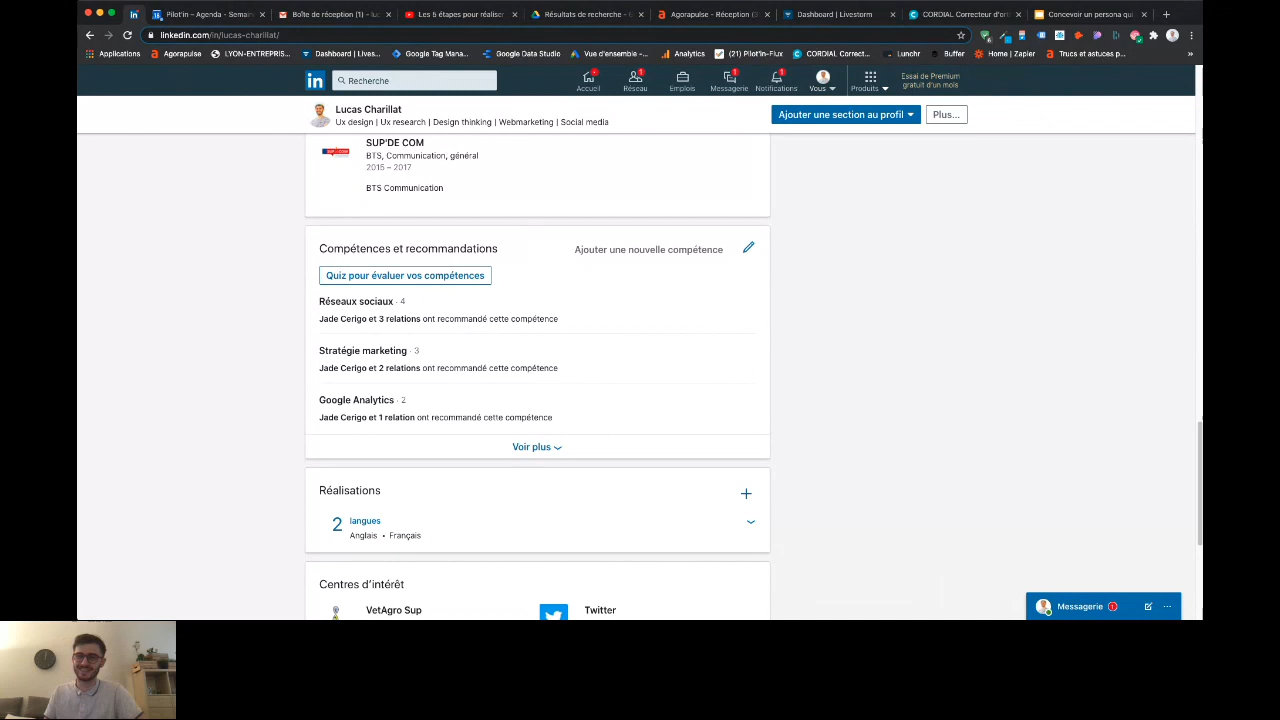 Pilot'in – Agenda - Semain
Boîte de réception (1) – luc
Les 5 étapes pour réaliser
Résultats de recherche – G
Agorapulse - Réception (3
Dashboard | Livestorm
CORDIAL Correcteur d'ort
Concevoir un persona qui
linkedin.com/in/lucas-charillat/
Applications
Agorapulse
LYON-ENTREPRIS...
Dashboard | Lives...
Google Tag Mana...
Google Data Studio
Vue d'ensemble -...
Analytics
(21) Pilot'in-Flux
CORDIAL Correct...
Lunchr
Buffer
Home | Zapier
Trucs et astuces p...
in
Recherche
Accueil
Réseau
Emplois
Messagerie
Notifications
Vous
Produits
Essai de Premium
gratuit d'un mois
Lucas Charillat
Ux design | Ux research | Design thinking | Webmarketing | Social media
Ajouter une section au profil
Plus...
SUP'DE COM
BTS, Communication, général
2015 – 2017
BTS Communication
Compétences et recommandations
Ajouter une nouvelle compétence
Quiz pour évaluer vos compétences
Réseaux sociaux · 4
Jade Cerigo et 3 relations ont recommandé cette compétence
Stratégie marketing · 3
Jade Cerigo et 2 relations ont recommandé cette compétence
Google Analytics · 2
Jade Cerigo et 1 relation ont recommandé cette compétence
Voir plus
Réalisations
2 langues
Anglais • Français
Centres d'intérêt
VetAgro Sup
Twitter
Messagerie 1